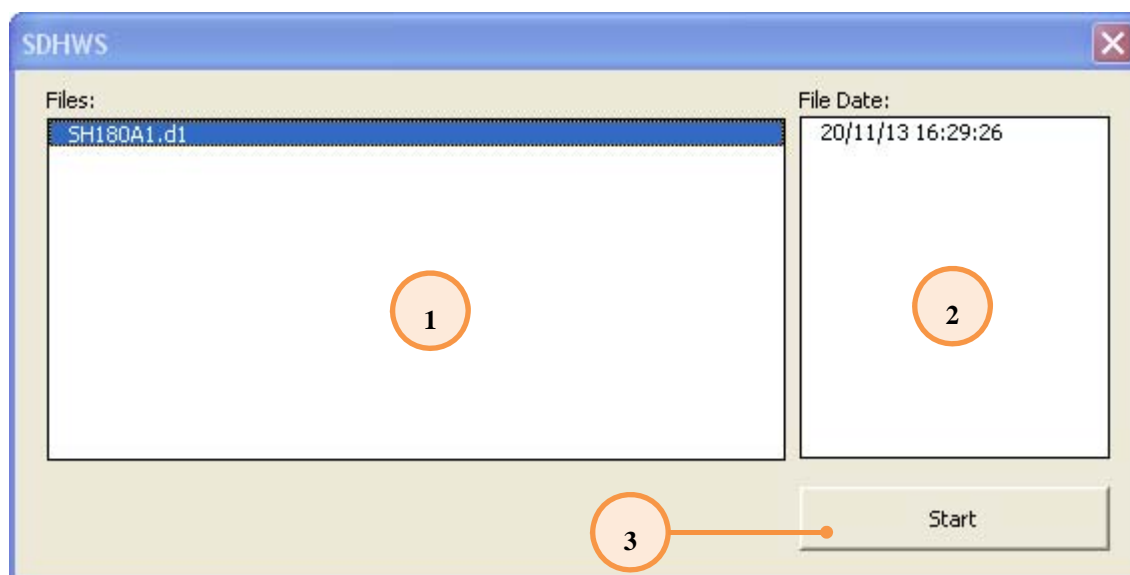 SDHWS
Files:
File Date:
SH180A1.d1
20/11/13 16:29:26
1
2
3
Start